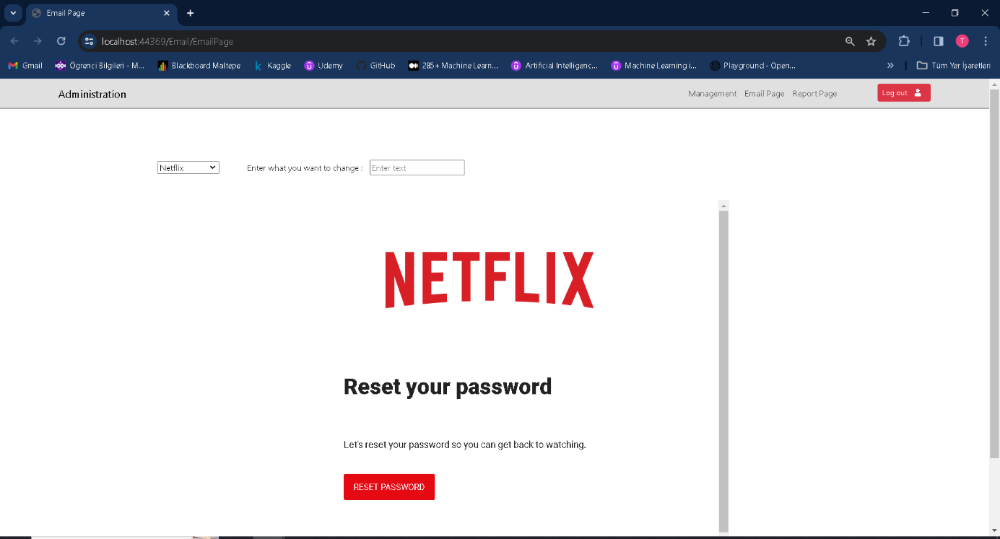 Email Page
localhost:44369/Email/EmailPage
T
Gmail
Ögrenci Bilgileri - M...
Blackboard Maltepe
Kaggle
Udemy
GitHub
285+ Machine Learn...
Artificial Intelligenc...
Machine Learning i...
Playground - Open...
Tüm Yer İşaretleri
Administration
Management
Email Page
Report Page
Log out
Netflix
Enter what you want to change :
Enter text
NETFLIX
Reset your password
Let's reset your password so you can get back to watching.
RESET PASSWORD